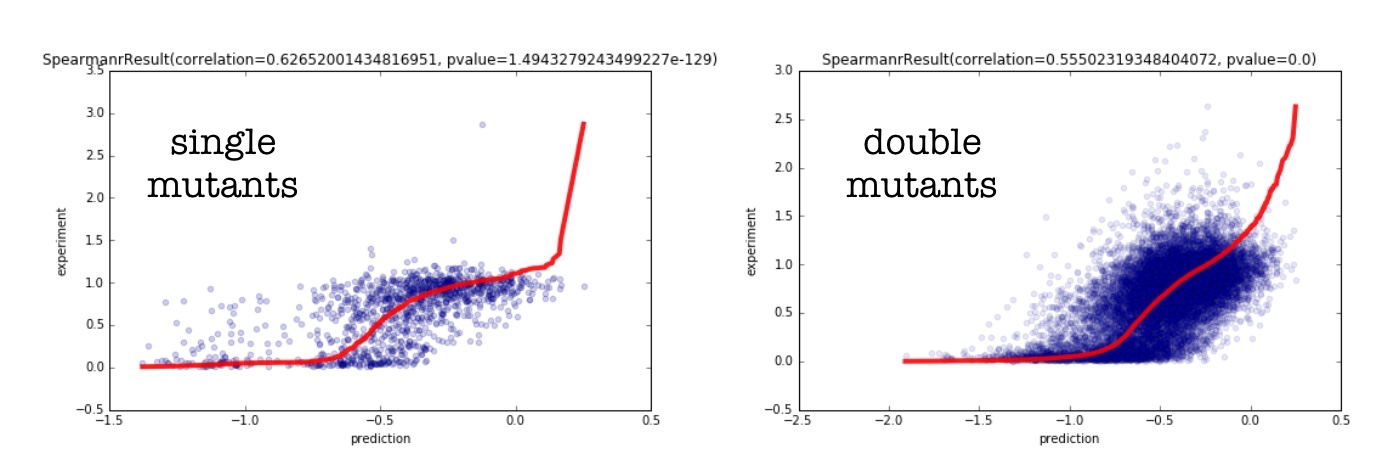 SpearmanrResult(correlation=0.62652001434816951, pvalue=1.4943279243499227e-129)
3.5
3.0
2.5
2.0
1.5
1.0
0.5
0.0
−0.5
experiment
single
mutants
−1.5 −1.0 −0.5 0.0 0.5
prediction
SpearmanrResult(correlation=0.55502319348404072, pvalue=0.0)
3.0
2.5
2.0
1.5
1.0
0.5
0.0
−0.5
experiment
double
mutants
−2.5 −2.0 −1.5 −1.0 −0.5 0.0 0.5
prediction